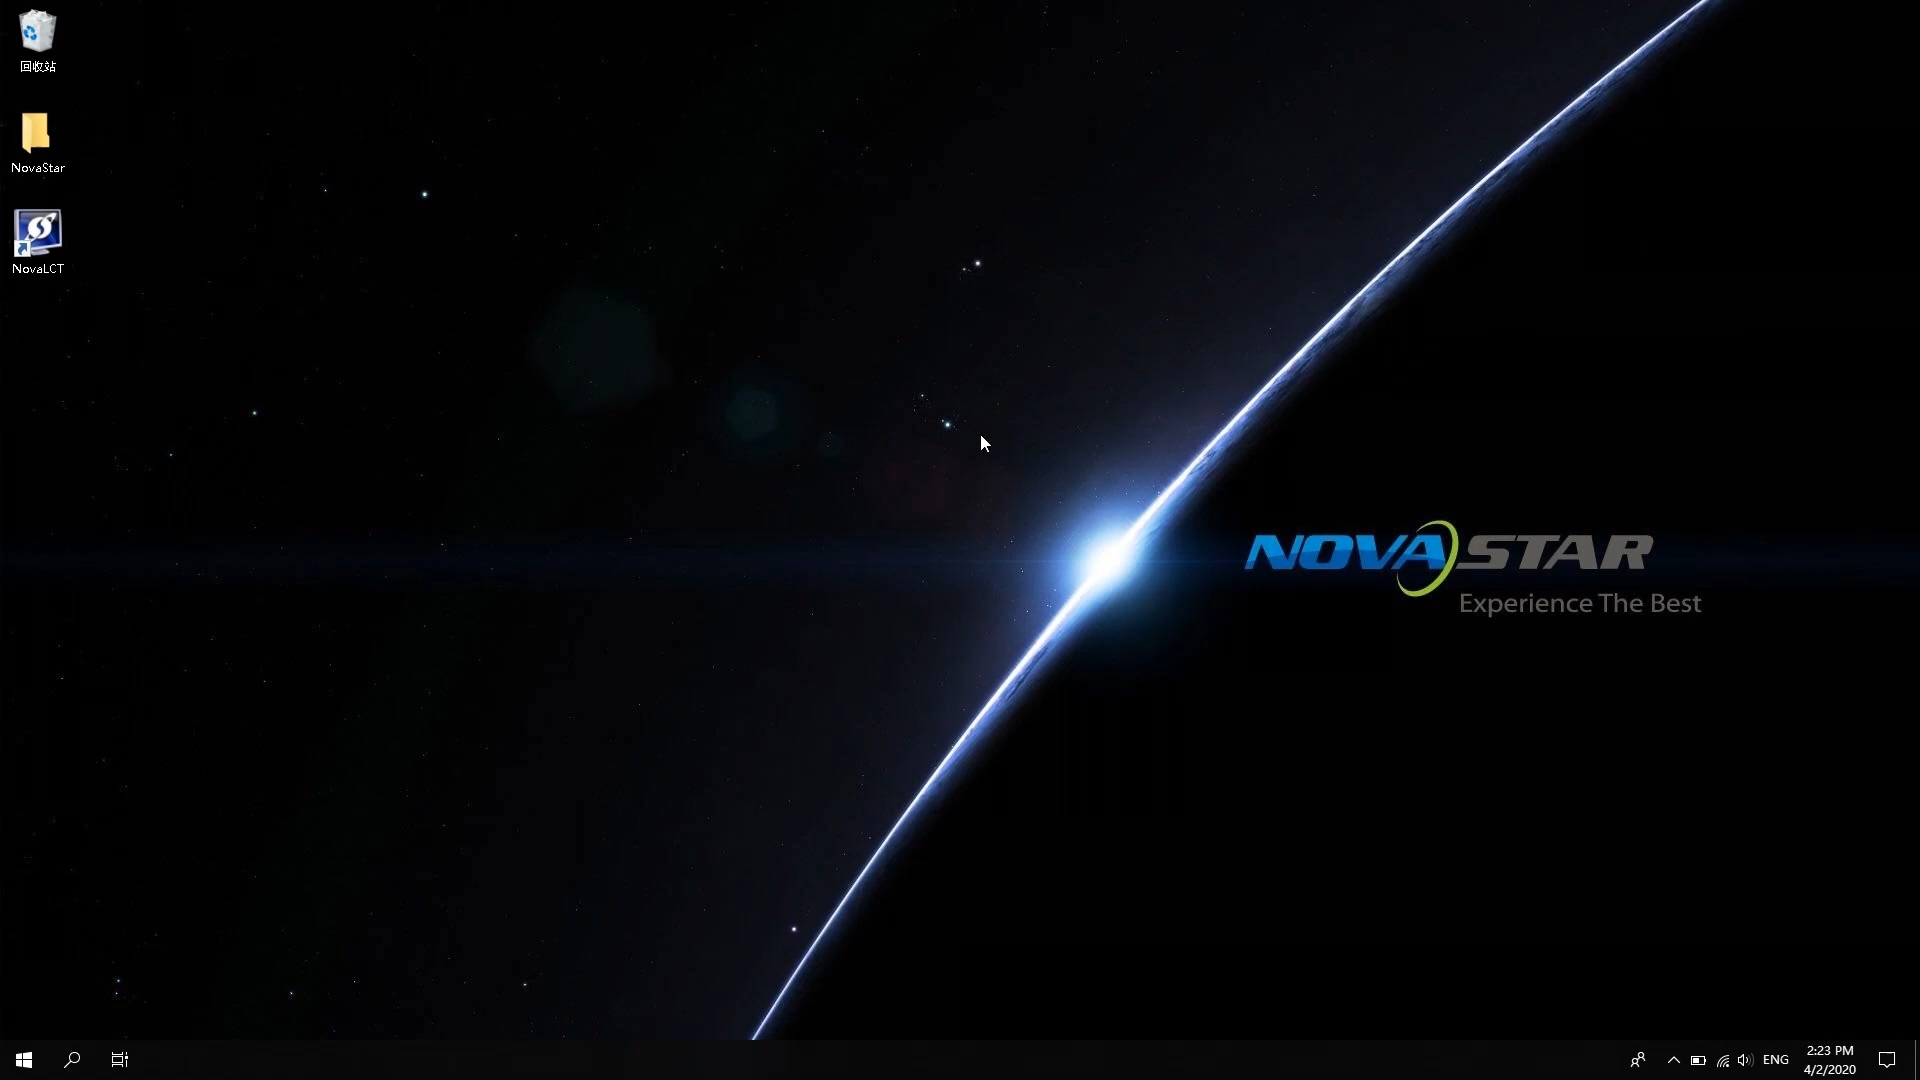 回收站
NovaStar
NovaLCT
NOVASTAR
Experience The Best
ENG
2:23 PM
4/2/2020